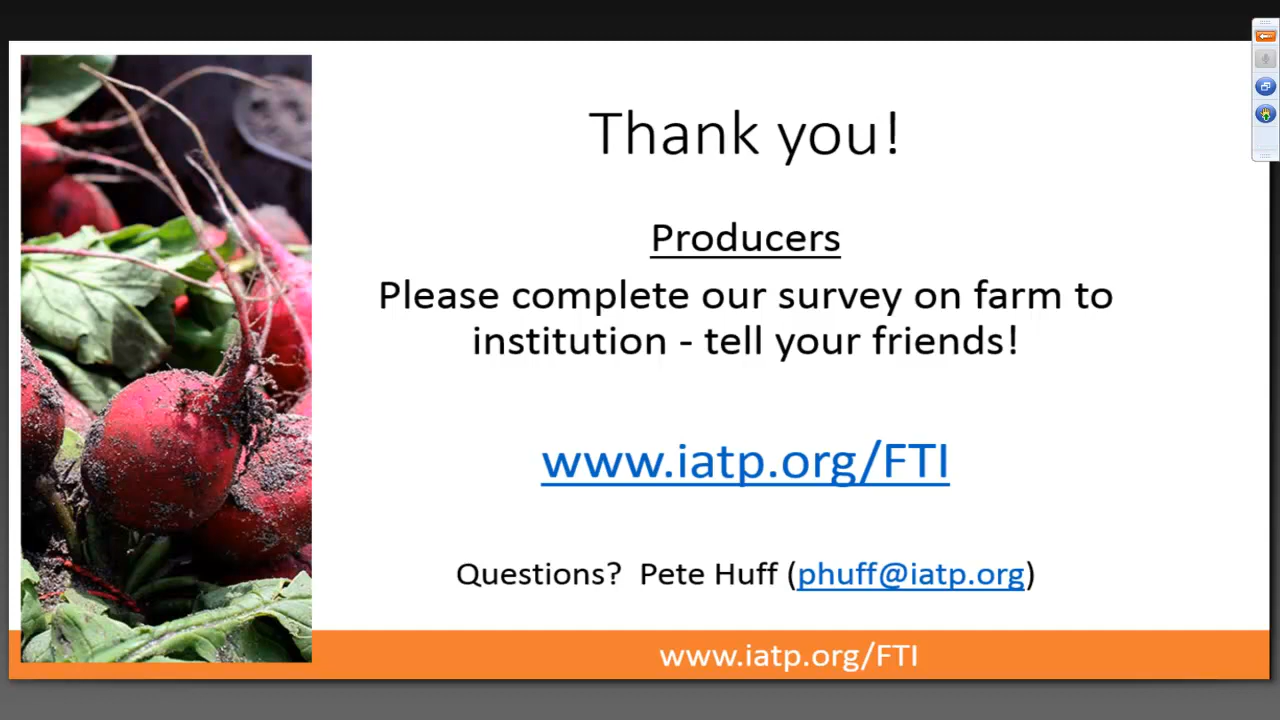 Thank you!
Producers
Please complete our survey on farm to
institution - tell your friends!
www.iatp.org/FTI
Questions?  Pete Huff (phuff@iatp.org)
www.iatp.org/FTI